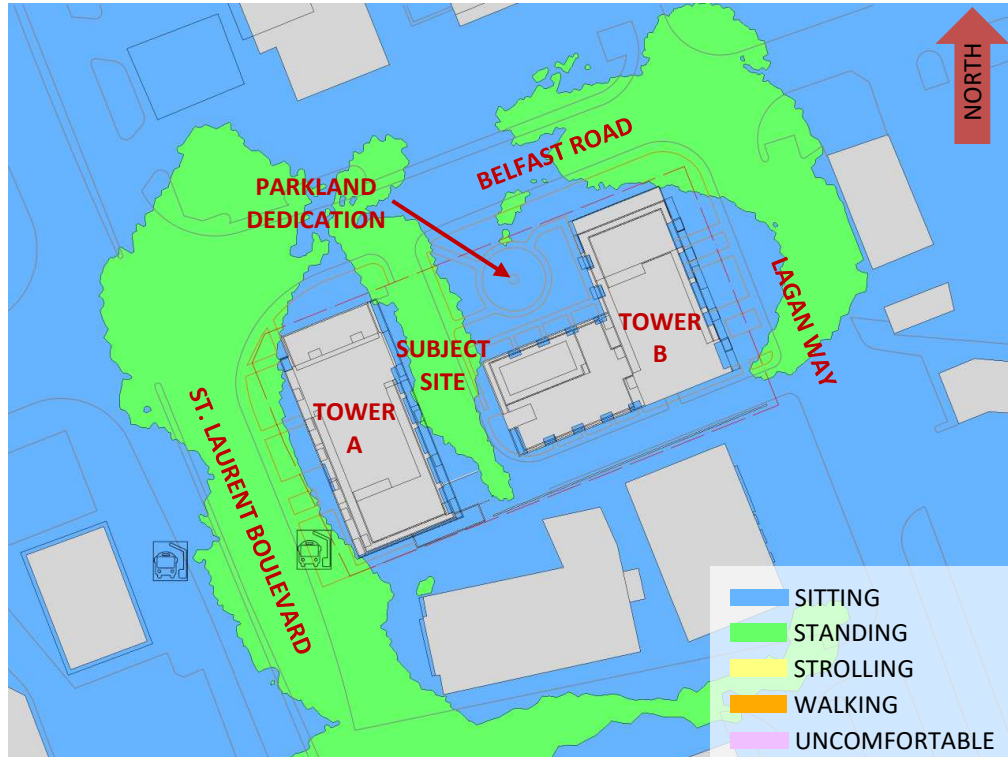 NORTH
BELFAST ROAD
PARKLAND
DEDICATION
LAGAN WAY
SUBJECT
SITE
TOWER
B
TOWER
A
ST. LAURENT BOULEVARD
SITTING
STANDING
STROLLING
WALKING
UNCOMFORTABLE